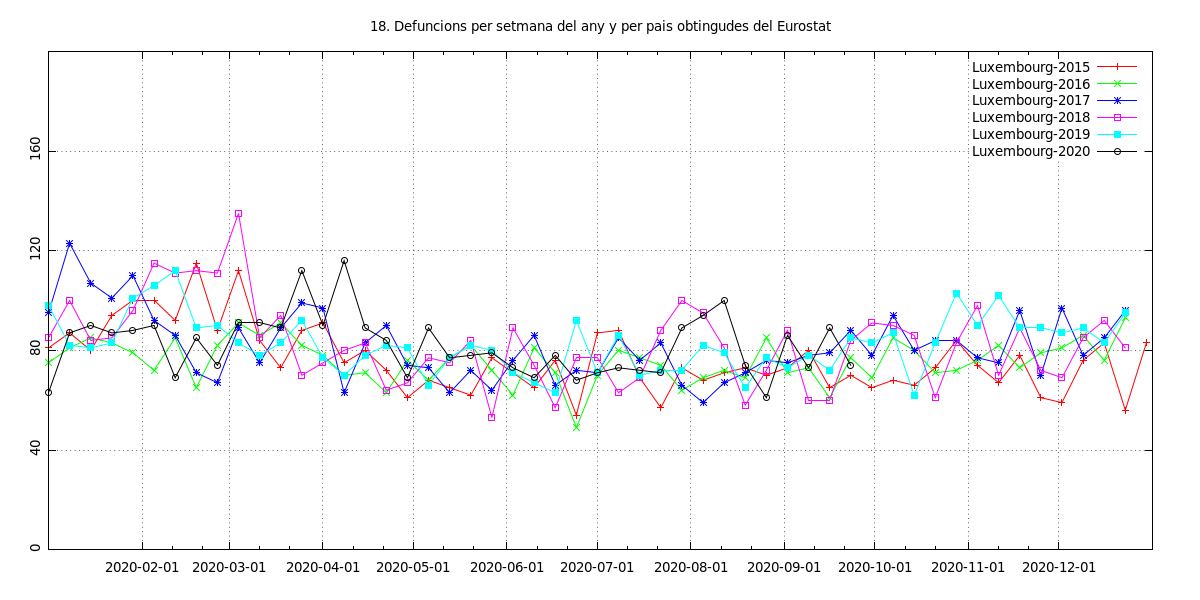 18. Defuncions per setmana del any y per pais obtingudes del Eurostat
Luxembourg-2015
Luxembourg-2016
Luxembourg-2017
Luxembourg-2018
Luxembourg-2019
Luxembourg-2020
160
120
80
40
0
2020-02-01 2020-03-01 2020-04-01 2020-05-01 2020-06-01 2020-07-01 2020-08-01 2020-09-01 2020-10-01 2020-11-01 2020-12-01